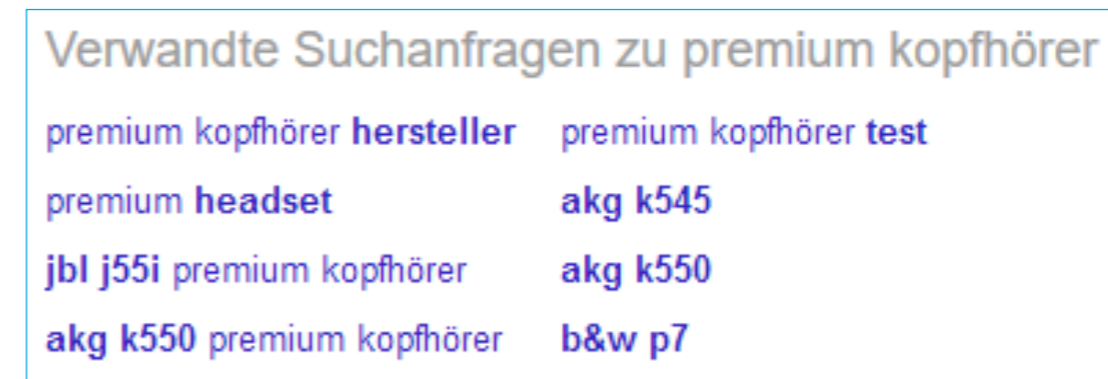 Verwandte Suchanfragen zu premium kopfhörer
premium kopfhörer hersteller
premium kopfhörer test
premium headset
akg k545
jbl j55i premium kopfhörer
akg k550
akg k550 premium kopfhörer
b&w p7